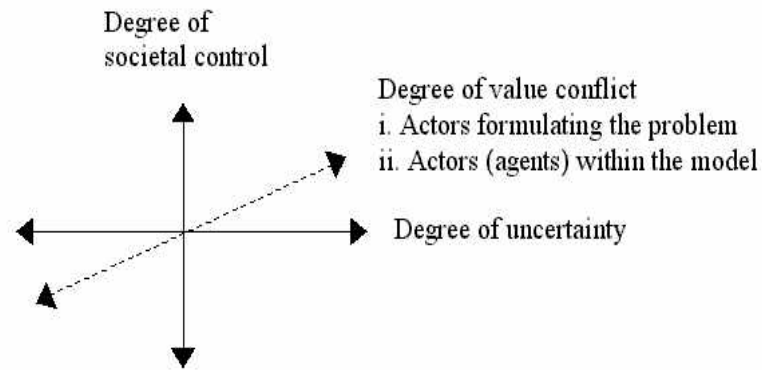 Degree of
societal control
Degree of value conflict
i. Actors formulating the problem
ii. Actors (agents) within the model
Degree of uncertainty